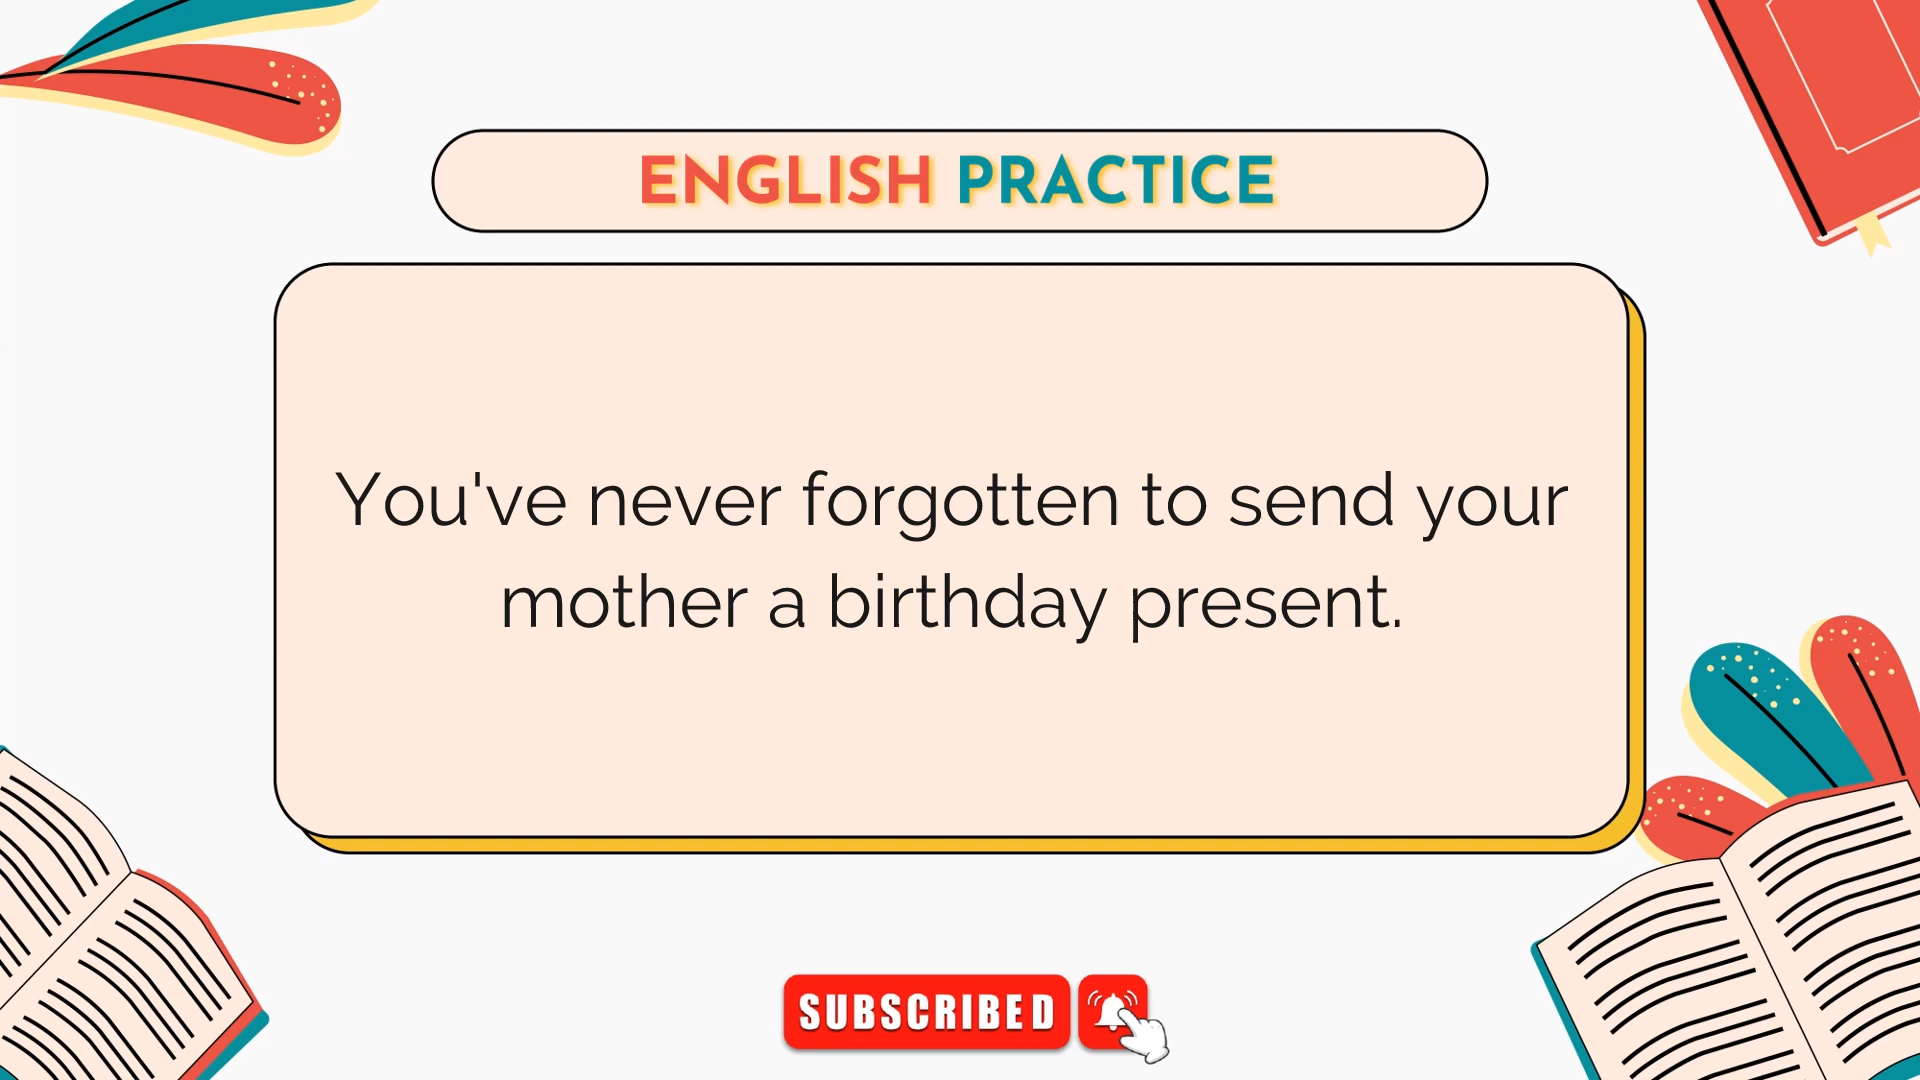 ENGLISH PRACTICE
You've never forgotten to send your
mother a birthday present.
SUBSCRIBED